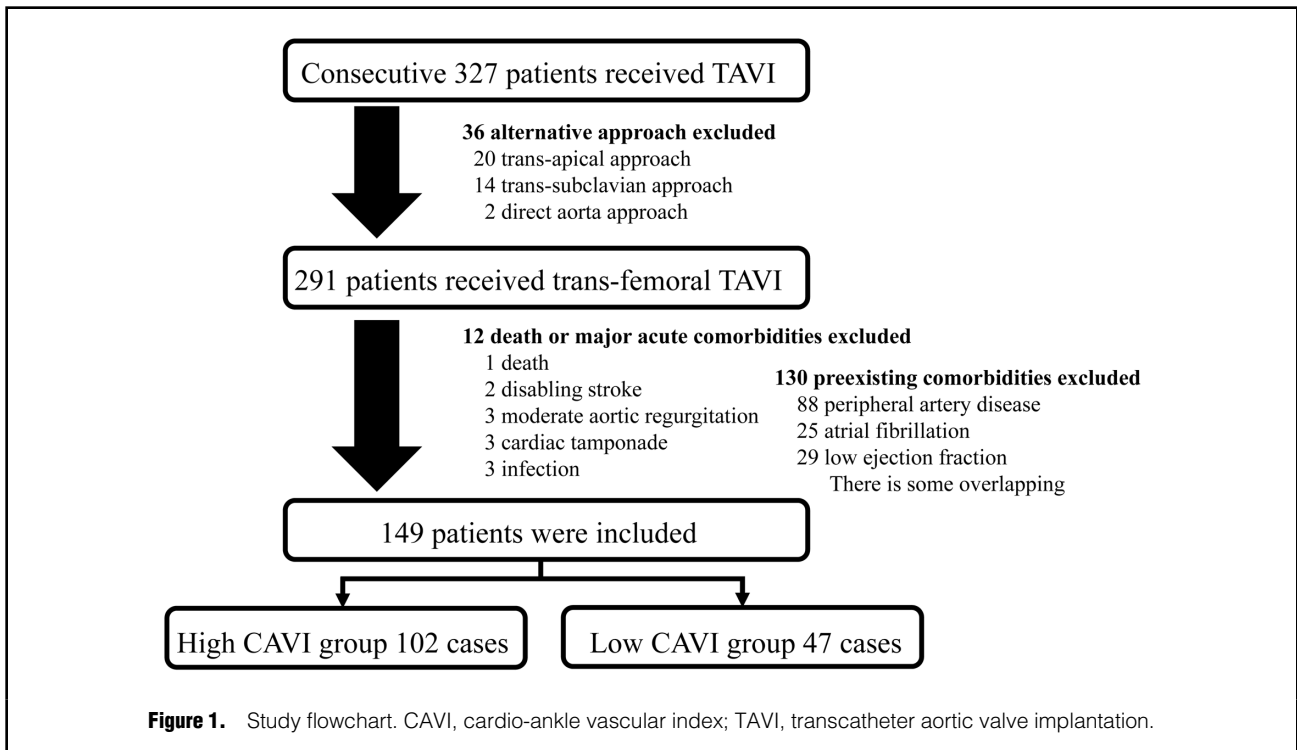 Consecutive 327 patients received TAVI
36 alternative approach excluded
20 trans-apical approach
14 trans-subclavian approach
2 direct aorta approach
291 patients received trans-femoral TAVI
12 death or major acute comorbidities excluded
1 death
2 disabling stroke
3 moderate aortic regurgitation
3 cardiac tamponade
3 infection
130 preexisting comorbidities excluded
88 peripheral artery disease
25 atrial fibrillation
29 low ejection fraction
There is some overlapping
149 patients were included
High CAVI group 102 cases
Low CAVI group 47 cases
Figure 1. Study flowchart. CAVI, cardio-ankle vascular index; TAVI, transcatheter aortic valve implantation.